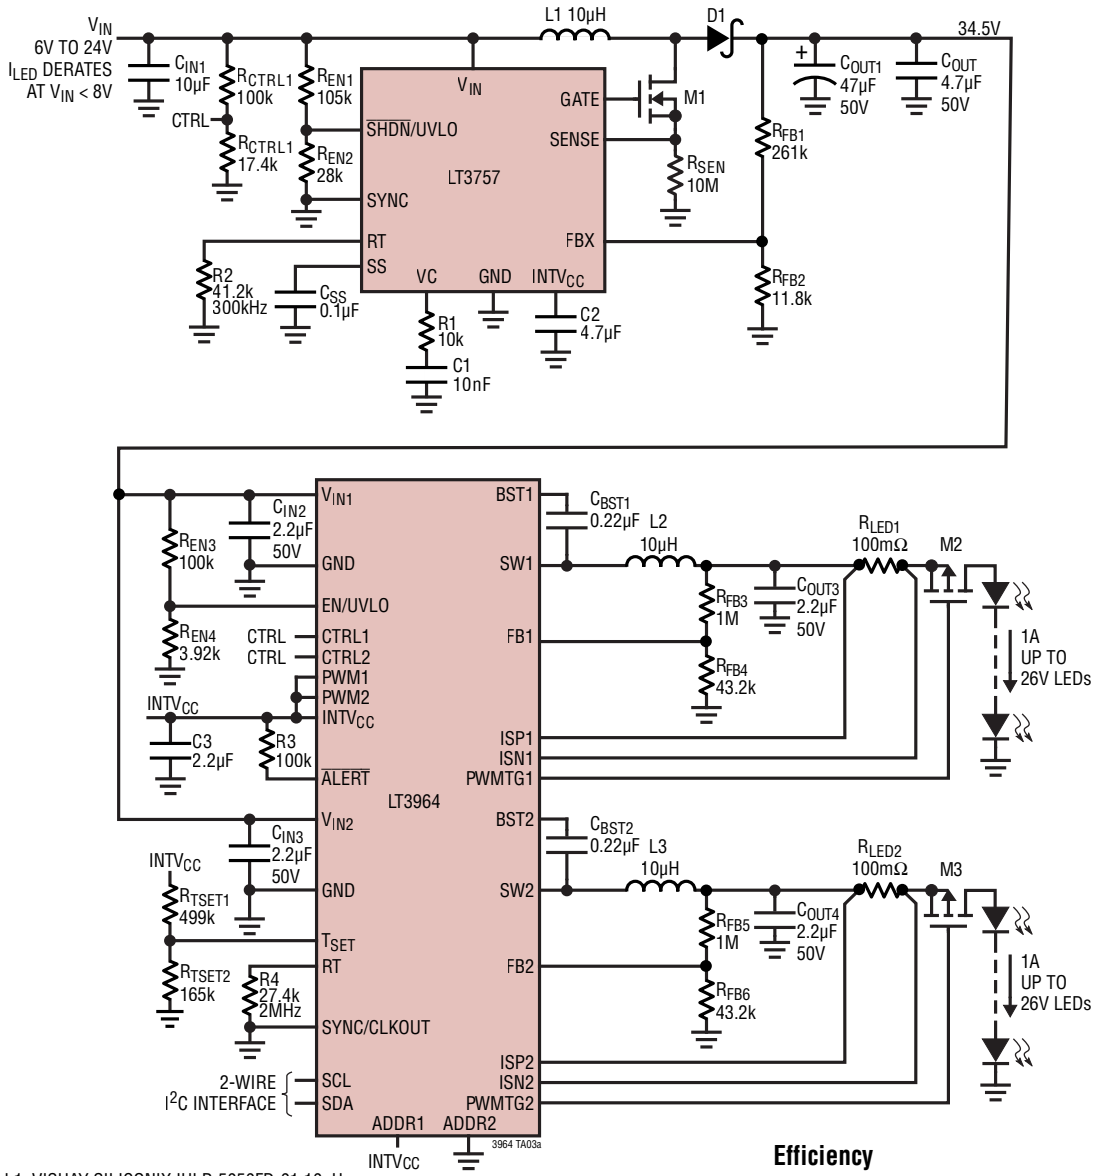 VIN
6V TO 24V
ILED DERATES
AT VIN < 8V
CIN1
10µF
RCTRL1
100k
CTRL
RCTRL1
17.4k
REN1
105k
REN2
28k
L1 10µH
D1
34.5V
VIN
SHDN/UVLO
SYNC
RT
SS
VC
GND
INTVCC
LT3757
GATE
SENSE
FBX
M1
RSEN
10M
RFB1
261k
RFB2
11.8k
COUT1
47µF
50V
COUT
4.7µF
50V
R2
41.2k
300kHz
CSS
0.1µF
R1
10k
C1
10nF
C2
4.7µF
VIN1
GND
EN/UVLO
CTRL1
CTRL2
PWM1
PWM2
INTVCC
ALERT
VIN2
GND
TSET
RT
SYNC/CLKOUT
SCL
SDA
ADDR1
ADDR2
LT3964
BST1
SW1
FB1
ISP1
ISN1
PWMTG1
BST2
SW2
FB2
ISP2
ISN2
PWMTG2
REN3
100k
CIN2
2.2µF
50V
REN4
3.92k
CTRL
CTRL
INTVCC
C3
2.2µF
R3
100k
CIN3
2.2µF
50V
INTVCC
RTSET1
499k
RTSET2
165k
R4
27.4k
2MHz
2-WIRE
I2C INTERFACE
INTVCC
CBST1
0.22µF
L2
10µH
RLED1
100mΩ
M2
RFB3
1M
COUT3
2.2µF
50V
RFB4
43.2k
1A
UP TO
26V LEDs
CBST2
0.22µF
L3
10µH
RLED2
100mΩ
M3
RFB5
1M
COUT4
2.2µF
50V
RFB6
43.2k
1A
UP TO
26V LEDs
3964 TA03a
Efficiency